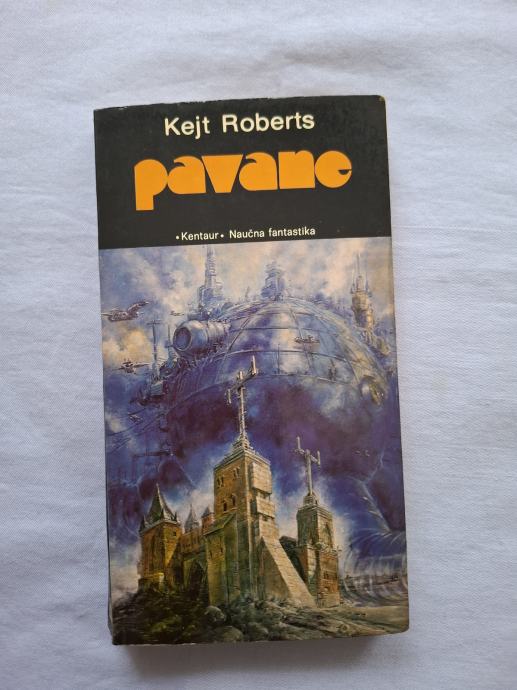 Kejt Roberts
pavane
•Kentaur• Naučna fantastika